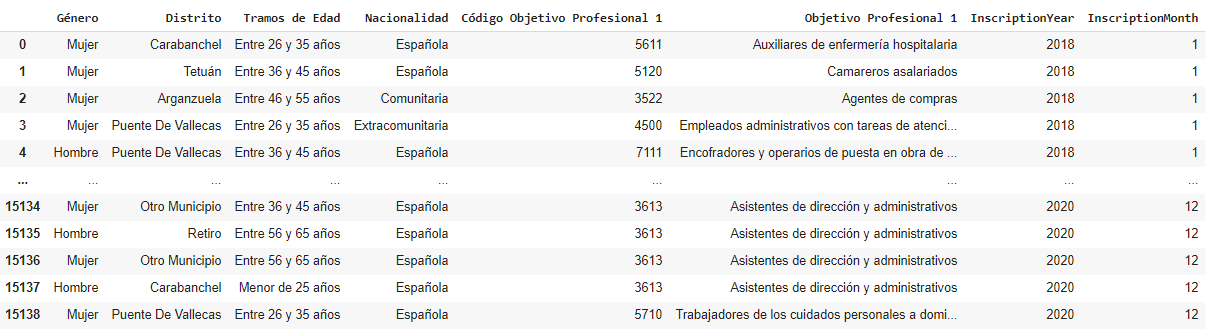 Género Distrito Tramos de Edad Nacionalidad Código Objetivo Profesional 1 Objetivo Profesional 1 InscriptionYear InscriptionMonth
0 Mujer Carabanchel Entre 26 y 35 años Española 5611 Auxiliares de enfermería hospitalaria 2018 1
1 Mujer Tetuán Entre 36 y 45 años Española 5120 Camareros asalariados 2018 1
2 Mujer Arganzuela Entre 46 y 55 años Comunitaria 3522 Agentes de compras 2018 1
3 Mujer Puente De Vallecas Entre 26 y 35 años Extracomunitaria 4500 Empleados administrativos con tareas de atenci... 2018 1
4 Hombre Puente De Vallecas Entre 36 y 45 años Española 7111 Encofradores y operarios de puesta en obra de ... 2018 1
... ... ... ... ... ... ... ... ...
15134 Mujer Otro Municipio Entre 36 y 45 años Española 3613 Asistentes de dirección y administrativos 2020 12
15135 Hombre Retiro Entre 56 y 65 años Española 3613 Asistentes de dirección y administrativos 2020 12
15136 Mujer Otro Municipio Entre 56 y 65 años Española 3613 Asistentes de dirección y administrativos 2020 12
15137 Hombre Carabanchel Menor de 25 años Española 3613 Asistentes de dirección y administrativos 2020 12
15138 Mujer Puente De Vallecas Entre 26 y 35 años Española 5710 Trabajadores de los cuidados personales a domi... 2020 12